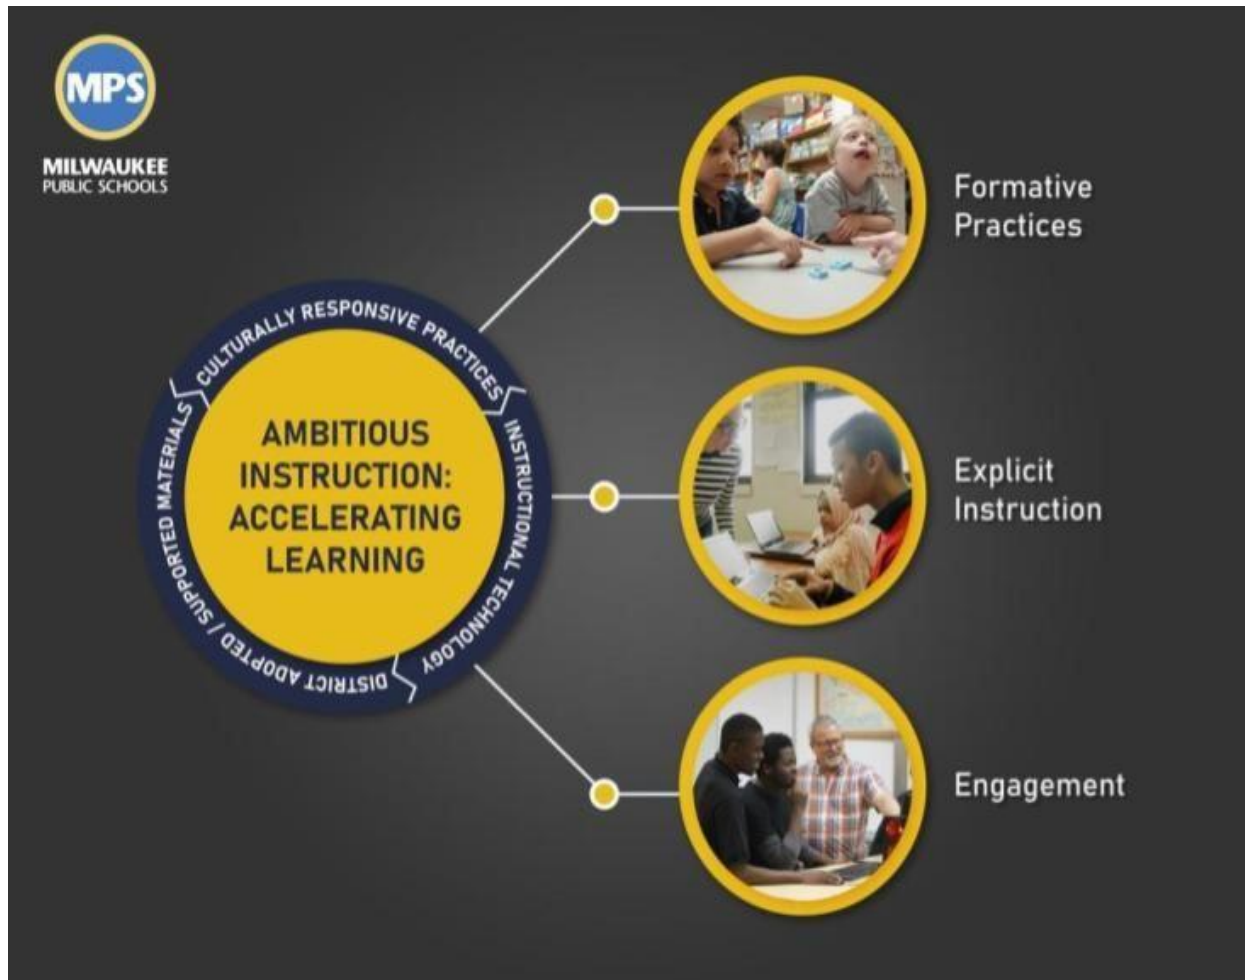 MPS
MILWAUKEE
PUBLIC SCHOOLS
CULTURALLY RESPONSIVE PRACTICES
INSTRUCTIONAL TECHNOLOGY
DISTRICT ADOPTED / SUPPORTED MATERIALS
AMBITIOUS
INSTRUCTION:
ACCELERATING
LEARNING
Formative
Practices
Explicit
Instruction
Engagement